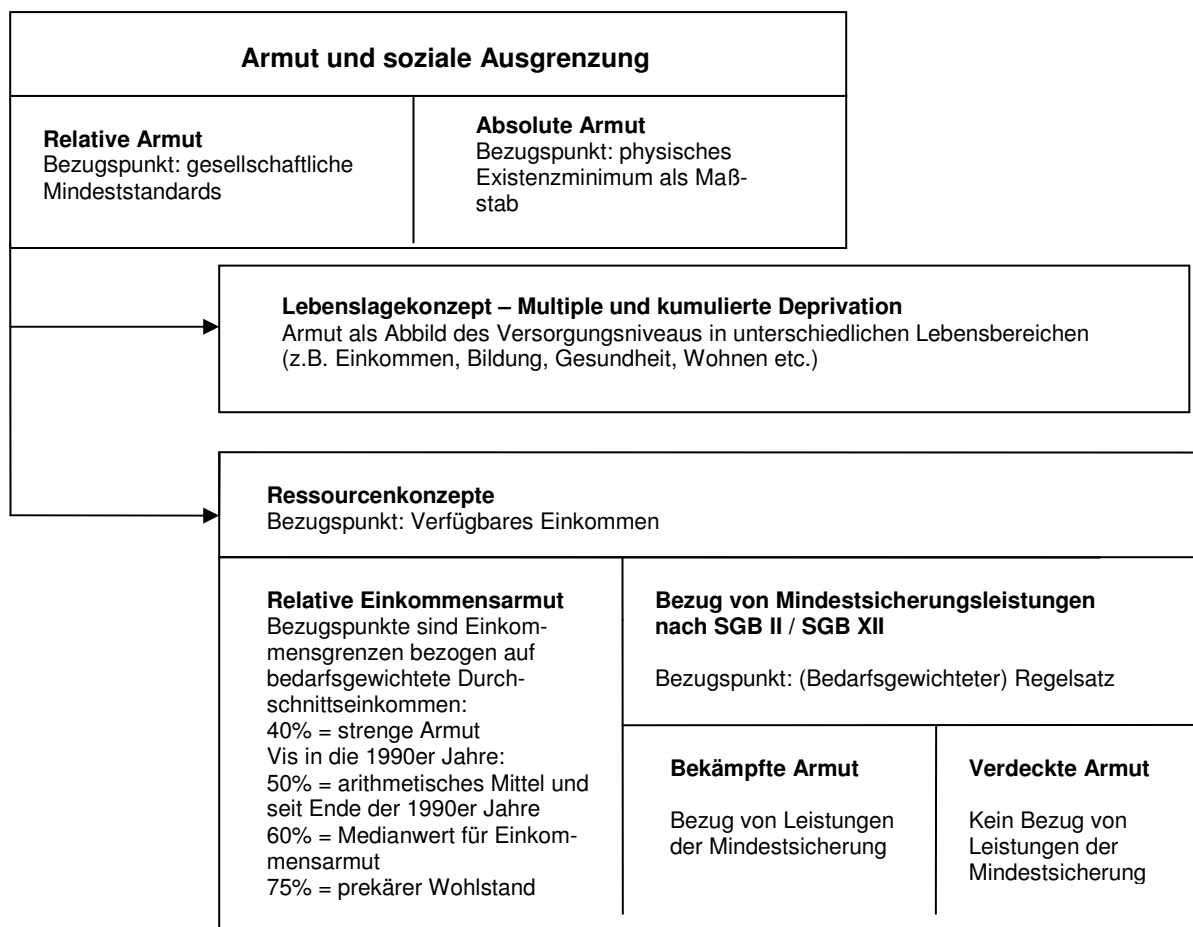 Armut und soziale Ausgrenzung
Relative Armut
Bezugspunkt: gesellschaftliche
Mindeststandards
Absolute Armut
Bezugspunkt: physisches
Existenzminimum als Maß-
stab
Lebenslagekonzept – Multiple und kumulierte Deprivation
Armut als Abbild des Versorgungsniveaus in unterschiedlichen Lebensbereichen
(z.B. Einkommen, Bildung, Gesundheit, Wohnen etc.)
Ressourcenkonzepte
Bezugspunkt: Verfügbares Einkommen
Relative Einkommensarmut
Bezugspunkte sind Einkom-
mensgrenzen bezogen auf
bedarfsgewichtete Durch-
schnittseinkommen:
40% = strenge Armut
Vis in die 1990er Jahre:
50% = arithmetisches Mittel und
seit Ende der 1990er Jahre
60% = Medianwert für Einkom-
mensarmut
75% = prekärer Wohlstand
Bezug von Mindestsicherungsleistungen
nach SGB II / SGB XII
Bezugspunkt: (Bedarfsgewichteter) Regelsatz
Bekämpfte Armut
Bezug von Leistungen
der Mindestsicherung
Verdeckte Armut
Kein Bezug von
Leistungen der
Mindestsicherung